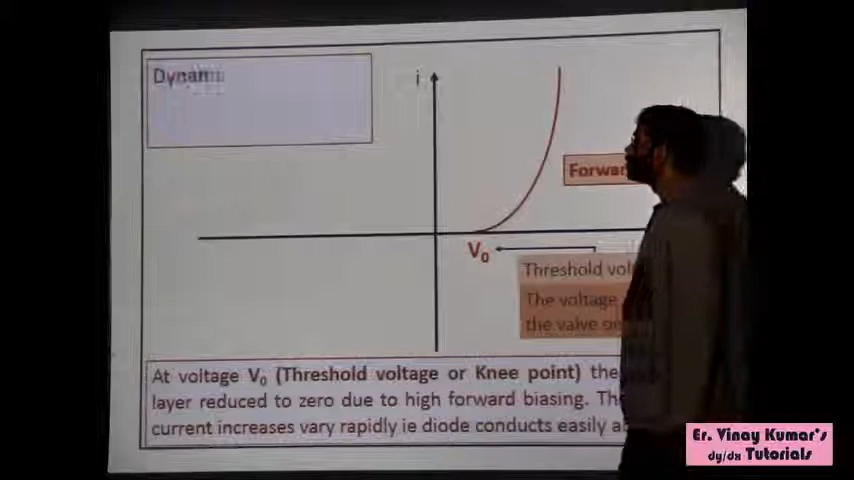 Dynami
i
Forwar
V₀
Threshold vol
The voltage
the valve
At voltage V₀ (Threshold voltage or Knee point) the
layer reduced to zero due to high forward biasing. Th
current increases vary rapidly ie diode conducts easily a
Er. Vinay Kumar's
dy/dx Tutorials